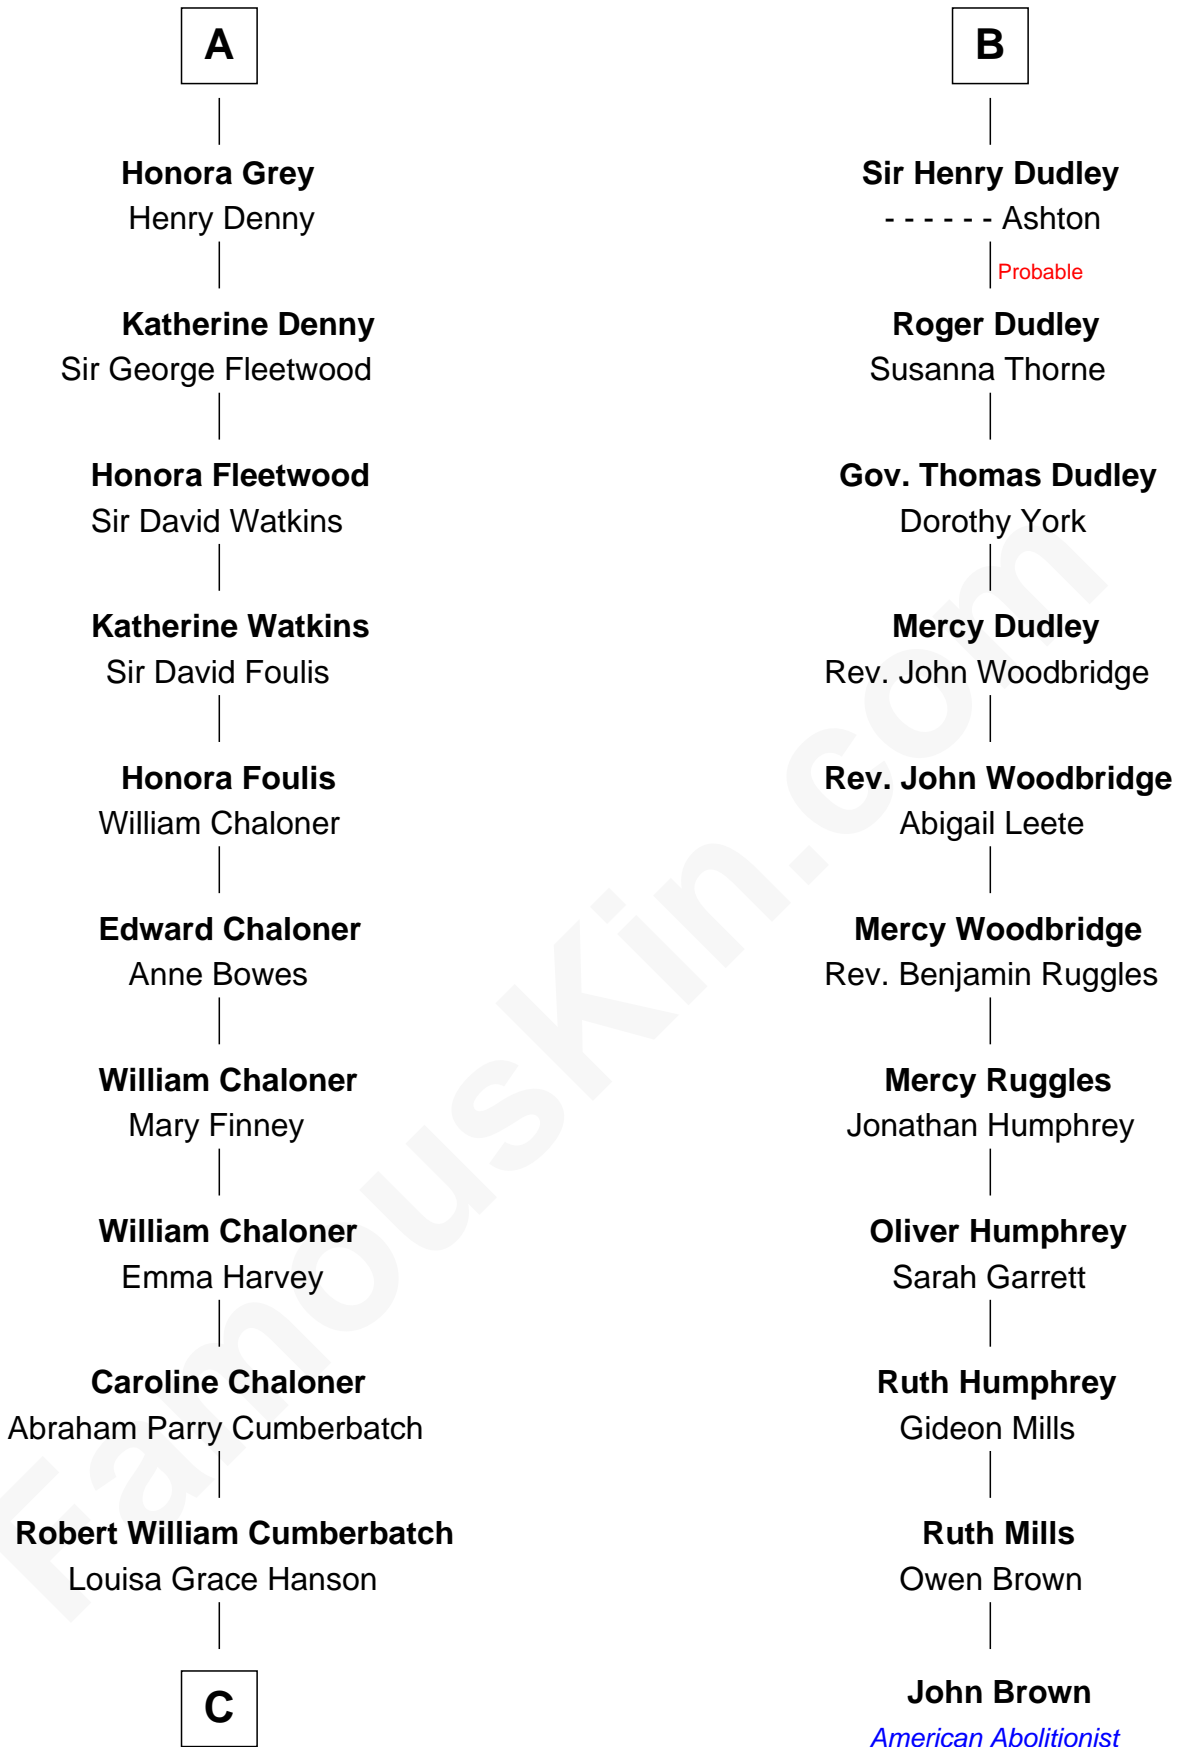 A
Honora Grey
Henry Denny
Katherine Denny
Sir George Fleetwood
Honora Fleetwood
Sir David Watkins
Katherine Watkins
Sir David Foulis
Honora Foulis
William Chaloner
Edward Chaloner
Anne Bowes
William Chaloner
Mary Finney
William Chaloner
Emma Harvey
Caroline Chaloner
Abraham Parry Cumberbatch
Robert William Cumberbatch
Louisa Grace Hanson
C
B
Sir Henry Dudley
- - - - - - Ashton
Probable
Roger Dudley
Susanna Thorne
Gov. Thomas Dudley
Dorothy York
Mercy Dudley
Rev. John Woodbridge
Rev. John Woodbridge
Abigail Leete
Mercy Woodbridge
Rev. Benjamin Ruggles
Mercy Ruggles
Jonathan Humphrey
Oliver Humphrey
Sarah Garrett
Ruth Humphrey
Gideon Mills
Ruth Mills
Owen Brown
John Brown
American Abolitionist
FamousKin.com